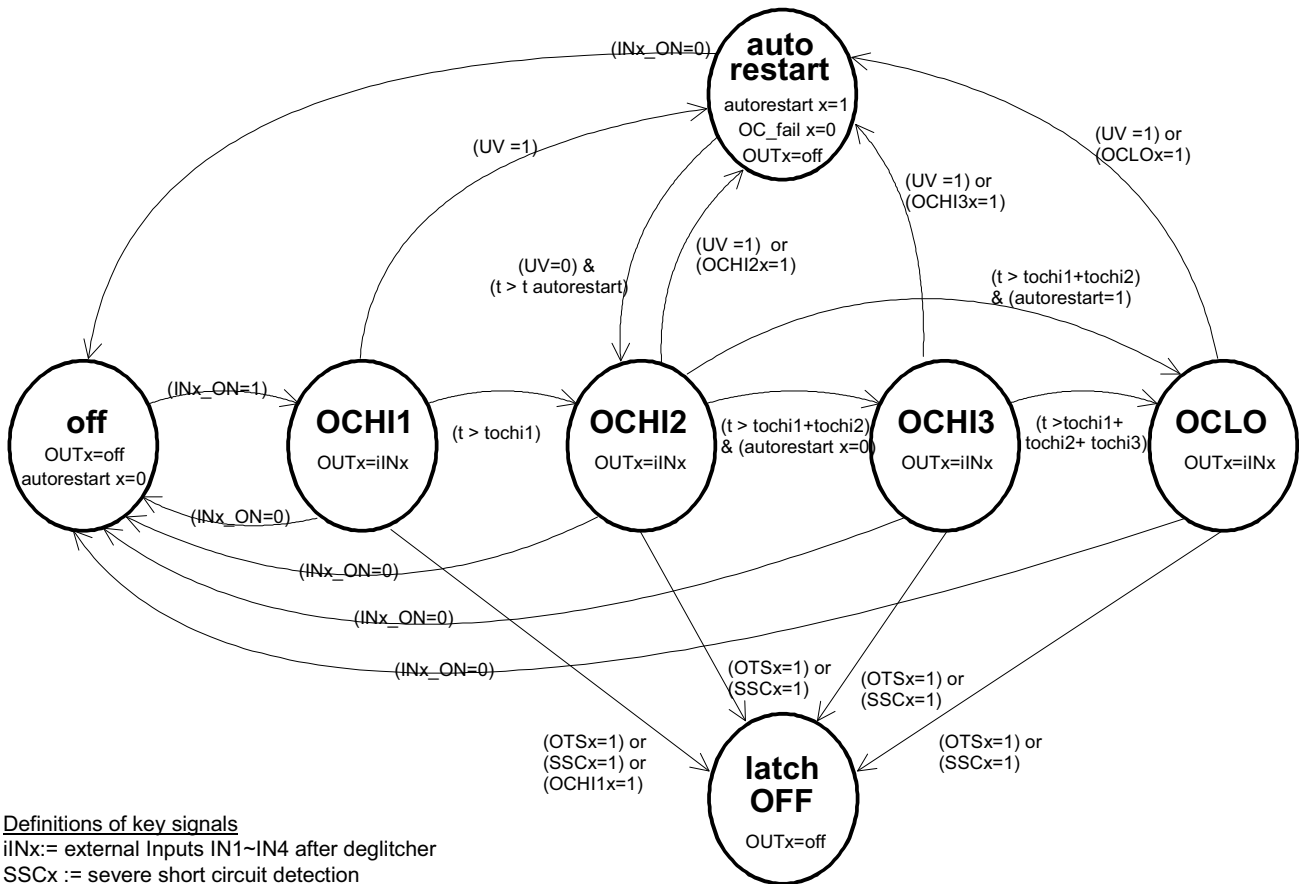 (INx_ON=0)
auto
restart
autorestart x=1
OC_fail x=0
OUTx=off
(UV =1)
(UV =1) or
(OCLOx=1)
(UV =1) or
(OCHI3x=1)
(UV =1) or
(OCHI2x=1)
(UV=0) &
(t > t autorestart)
(t > tochi1+tochi2)
& (autorestart=1)
(INx_ON=1)
off
OUTx=off
autorestart x=0
OCHI1
OUTx=iINx
(t > tochi1)
OCHI2
OUTx=iINx
(t > tochi1+tochi2)
& (autorestart x=0)
OCHI3
OUTx=iINx
(t >tochi1+
tochi2+ tochi3)
OCLO
OUTx=iINx
(INx_ON=0)
(INx_ON=0)
(INx_ON=0)
(INx_ON=0)
(OTSx=1) or
(SSCx=1)
(OTSx=1) or
(SSCx=1)
(OTSx=1) or
(SSCx=1) or
(OCHI1x=1)
(OTSx=1) or
(SSCx=1)
latch
OFF
OUTx=off
Definitions of key signals
iINx:= external Inputs IN1~IN4 after deglitcher
SSCx := severe short circuit detection